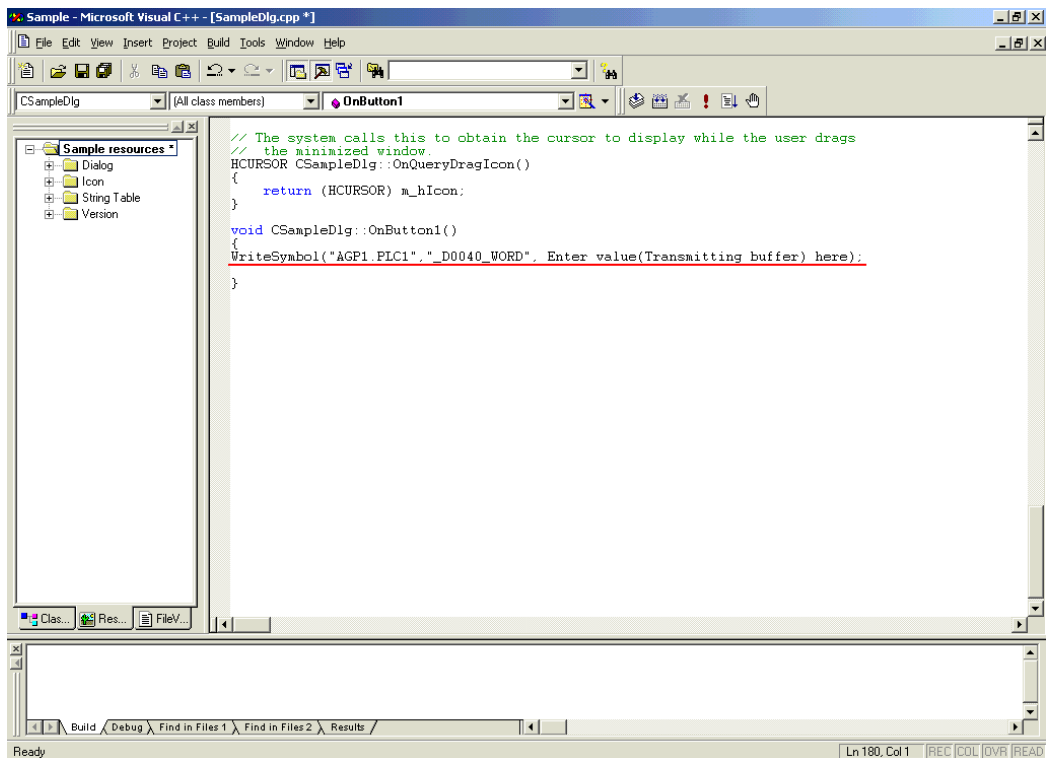 Sample - Microsoft Visual C++ - [SampleDlg.cpp *]
File Edit View Insert Project Build Tools Window Help
CSampleDlg (All class members) OnButton1
Sample resources *
Dialog
Icon
String Table
Version
// The system calls this to obtain the cursor to display while the user drags
// the minimized window.
HCURSOR CSampleDlg::OnQueryDragIcon()
{
return (HCURSOR) m_hIcon;
}
void CSampleDlg::OnButton1()
{
WriteSymbol("AGP1.PLC1","_D0040_WORD", Enter value(Transmitting buffer) here);
}
Clas... Res... FileV...
Build Debug Find in Files 1 Find in Files 2 Results
Ready Ln 180, Col 1 REC COL OVR READ